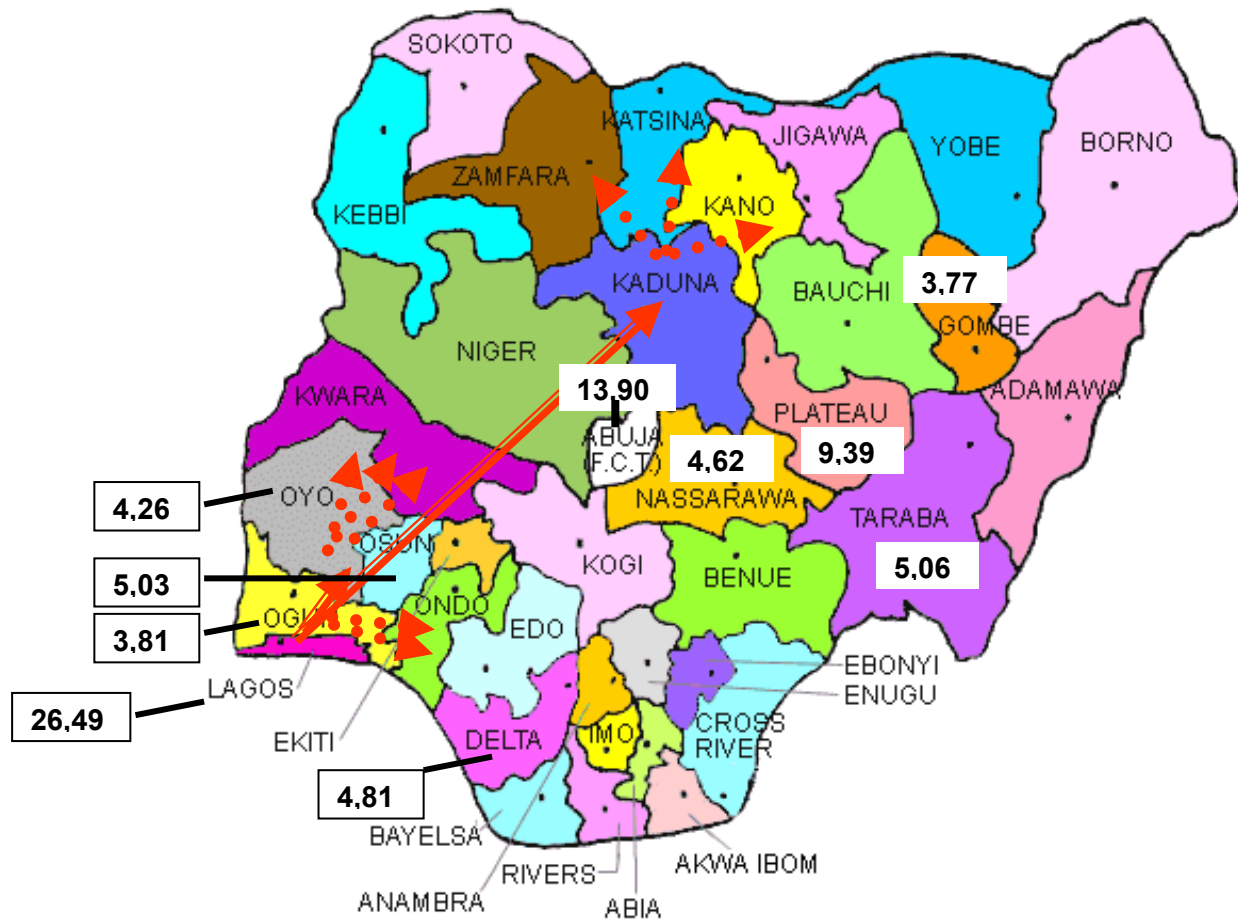 SOKOTO
KATSINA
JIGAWA
YOBE
BORNO
ZAMFARA
KANO
KEBBI
KADUNA
BAUCHI
3,77
GOMBE
NIGER
ADAMAWA
13,90
KWARA
PLATEAU
ABUJA
(F.C.T.)
4,62
9,39
NASSARAWA
OYO
4,26
TARABA
OSUN
KOGI
BENUE
5,06
5,03
ONDO
3,81
EDO
LAGOS
EBONYI
ENUGU
26,49
EKITI
DELTA
IMO
CROSS
RIVER
4,81
BAYELSA
RIVERS
AKWA IBOM
ANAMBRA
ABIA